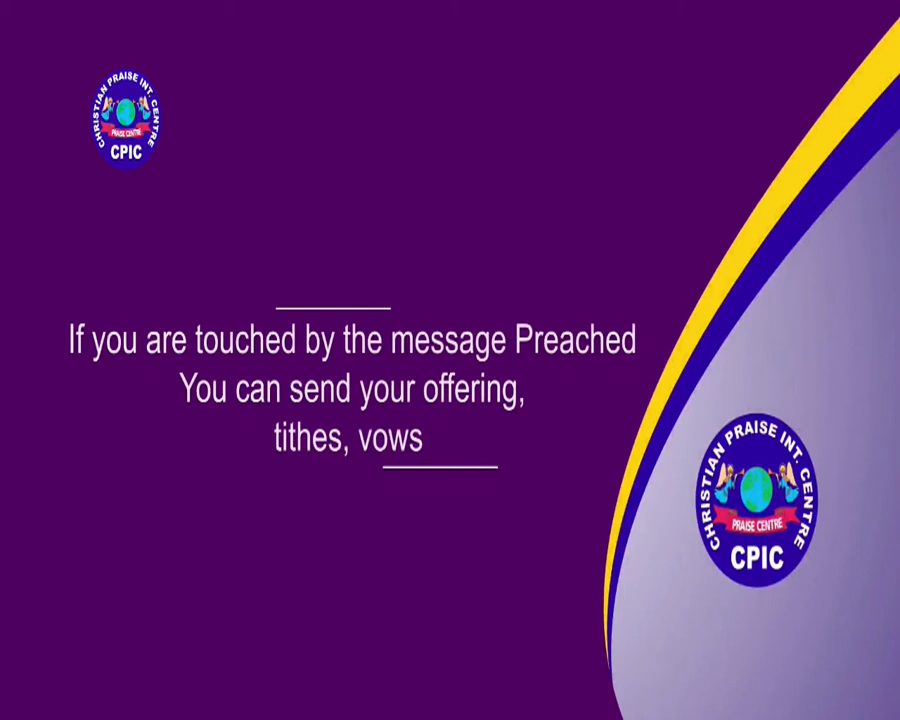 CHRISTIAN PRAISE INT. CENTRE
PRAISE CENTRE
CPIC
If you are touched by the message Preached
You can send your offering,
tithes, vows
CHRISTIAN PRAISE INT. CENTRE
PRAISE CENTRE
CPIC